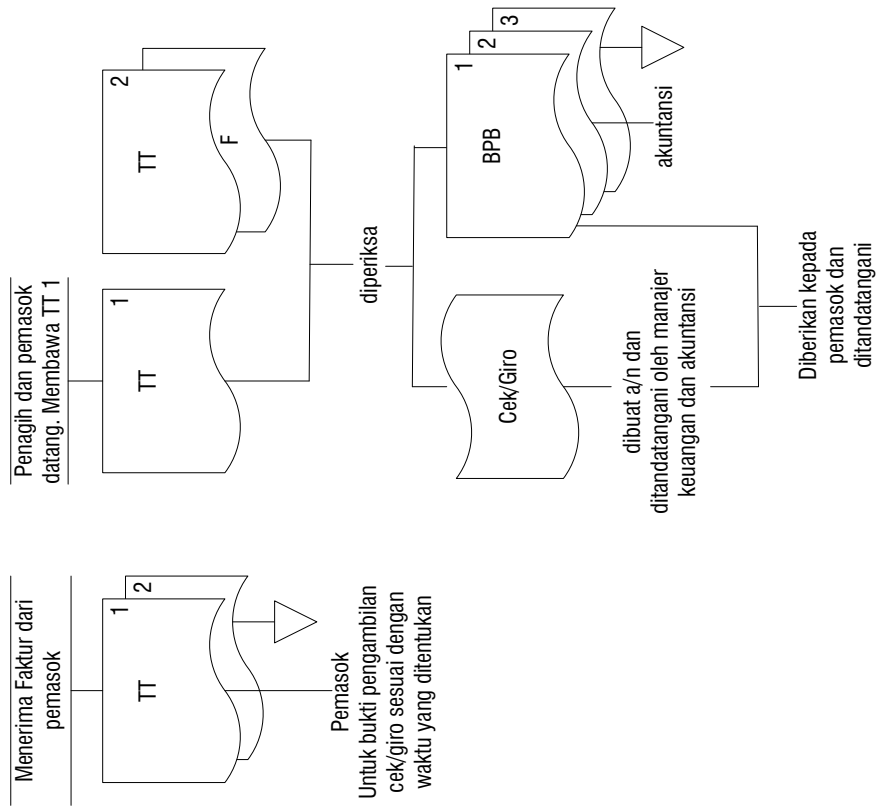 Menerima Faktur dari
pemasok
TT
1
2
Pemasok
Untuk bukti pengambilan
cek/giro sesuai dengan
waktu yang ditentukan
Penagih dan pemasok
datang. Membawa TT 1
TT
1
TT
2
F
diperiksa
Cek/Giro
dibuat a/n dan
ditandatangani oleh manajer
keuangan dan akuntansi
BPB
1
2
3
akuntansi
Diberikan kepada
pemasok dan
ditandatangani